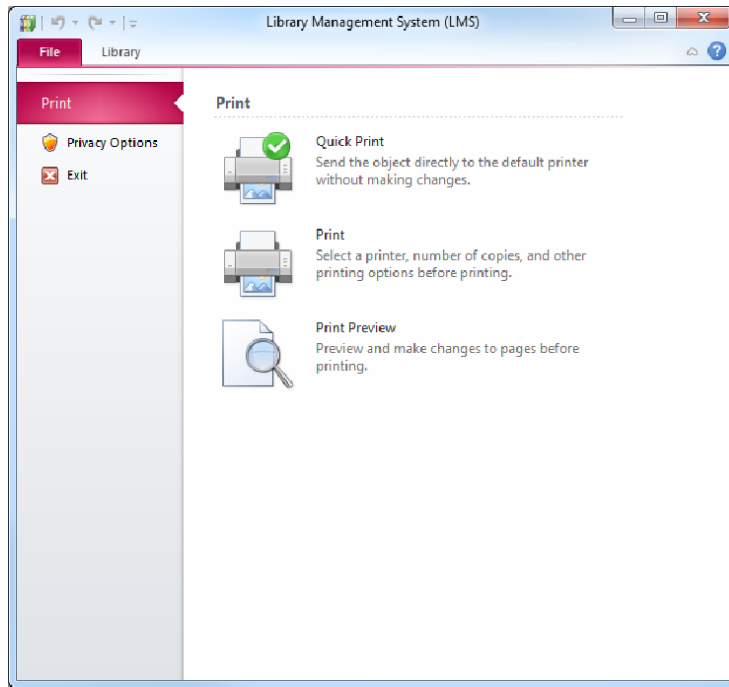 Library Management System (LMS)
File Library
Print
Privacy Options
Exit
Print
Quick Print
Send the object directly to the default printer
without making changes.
Print
Select a printer, number of copies, and other
printing options before printing.
Print Preview
Preview and make changes to pages before
printing.